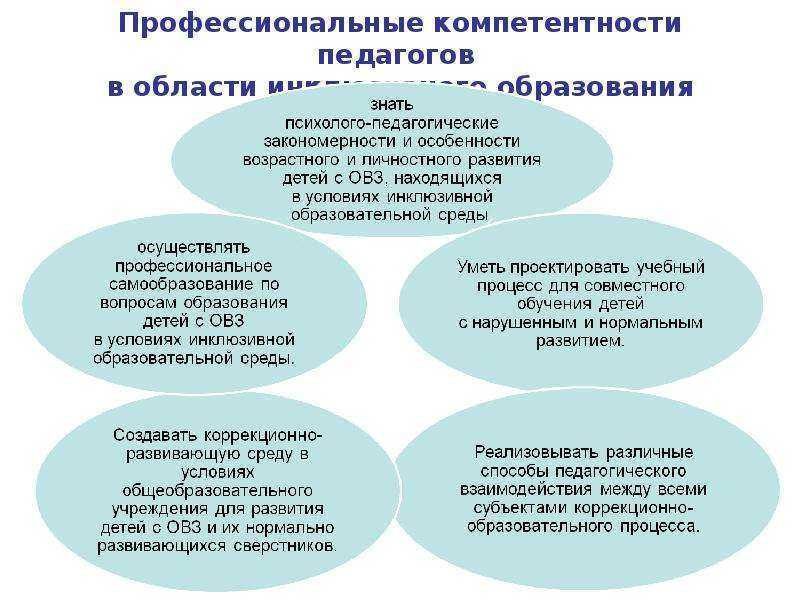 Профессиональные компетентности
педагогов
в области инклюзивного образования
знать
психолого-педагогические
закономерности и особенности
возрастного и личностного развития
детей с ОВЗ, находящихся
в условиях инклюзивной
образовательной среды
осуществлять
профессиональное
самообразование по
вопросам образования
детей с ОВЗ
в условиях инклюзивной
образовательной среды.
Уметь проектировать учебный
процесс для совместного
обучения детей
с нарушенным и нормальным
развитием.
Создавать коррекционно-
развивающую среду в
условиях
общеобразовательного
учреждения для развития
детей с ОВЗ и их нормально
развивающихся сверстников.
Реализовывать различные
способы педагогического
взаимодействия между всеми
субъектами коррекционно-
образовательного процесса.